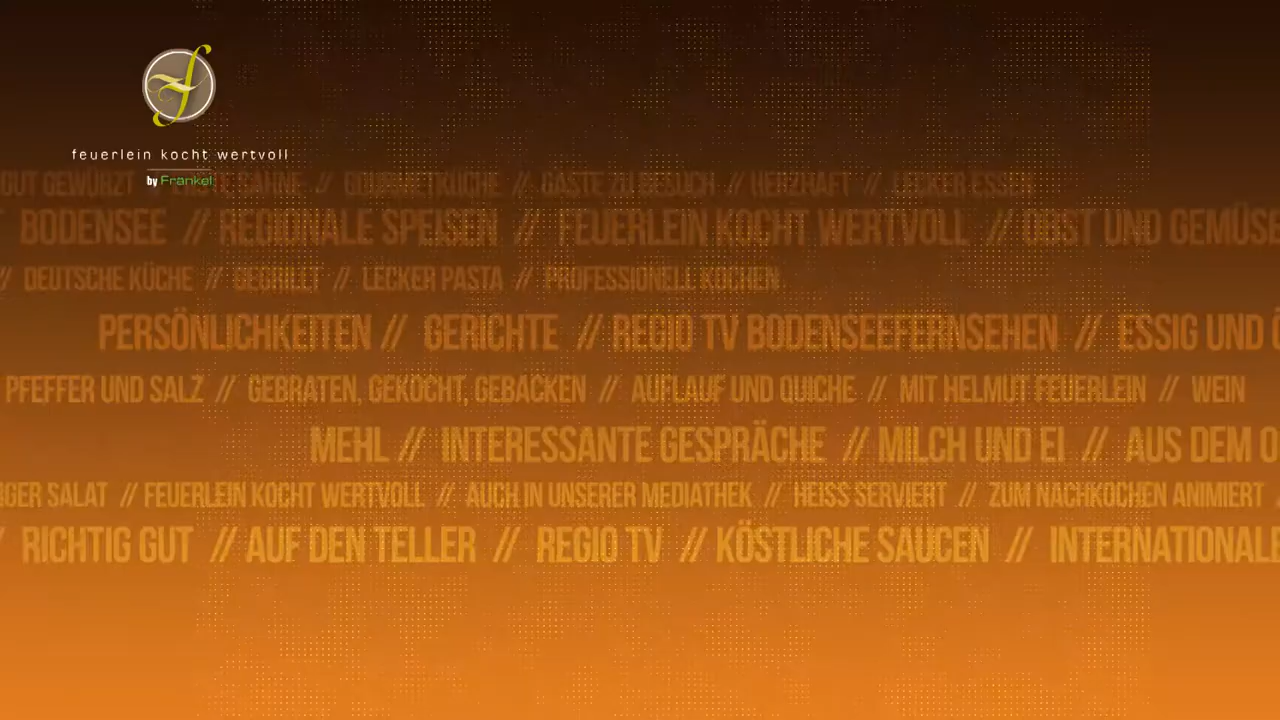 feuerlein kocht wertvoll
by Frankel
GUT GEWÜRZT // SAHNE // KÜCHE // GAST ZU BESUCH // HERZHAFT // LECKER ESSEN
BODENSEE // REGIONALE SPEISEN // FEUERLEIN KOCHT WERTVOLL // OBST UND GEMÜSE
// DEUTSCHE KÜCHE // GEGRILLT // LECKER PASTA // PROFESSIONELL KOCHEN
PERSÖNLICHKEITEN // GERICHTE // REGIO TV BODENSEEFERNSEHEN // ESSIG UND
PFEFFER UND SALZ // GEBRATEN, GEKOCHT, GEBACKEN // AUFLAUF UND QUICHE // MIT HELMUT FEUERLEIN // WEIN
MEHL // INTERESSANTE GESPRÄCHE // MILCH UND EI // AUS DEM O
GER SALAT // FEUERLEIN KOCHT WERTVOLL // AUCH IN UNSERER MEDIATHEK // HEISS SERVIERT // ZUM NACHKOCHEN ANIMIERT
// RICHTIG GUT // AUF DEN TELLER // REGIO TV // KÖSTLICHE SAUCEN // INTERNATIONALE